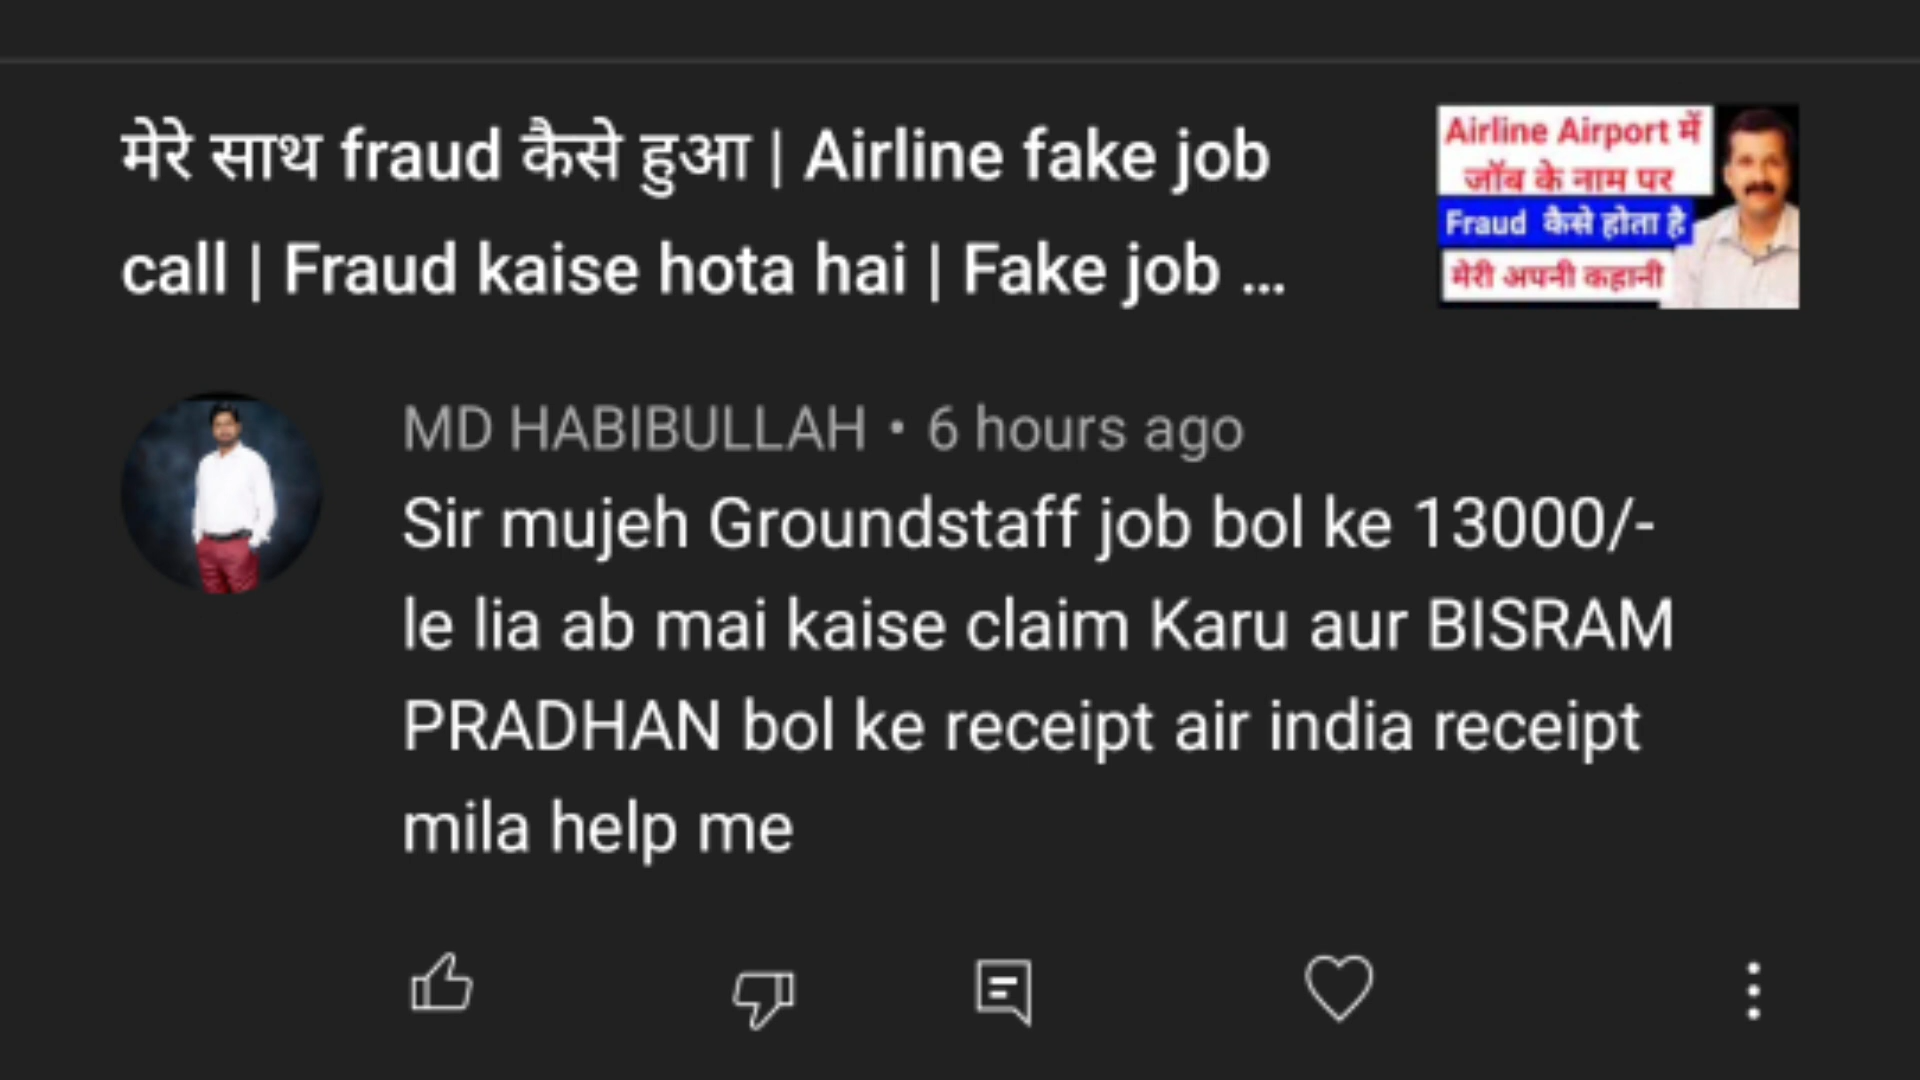 मेरे साथ fraud कैसे हुआ | Airline fake job
call | Fraud kaise hota hai | Fake job ...
Airline Airport में
जॉब के नाम पर
Fraud कैसे होता है
मेरी अपनी कहानी
MD HABIBULLAH • 6 hours ago
Sir mujeh Groundstaff job bol ke 13000/-
le lia ab mai kaise claim Karu aur BISRAM
PRADHAN bol ke receipt air india receipt
mila help me